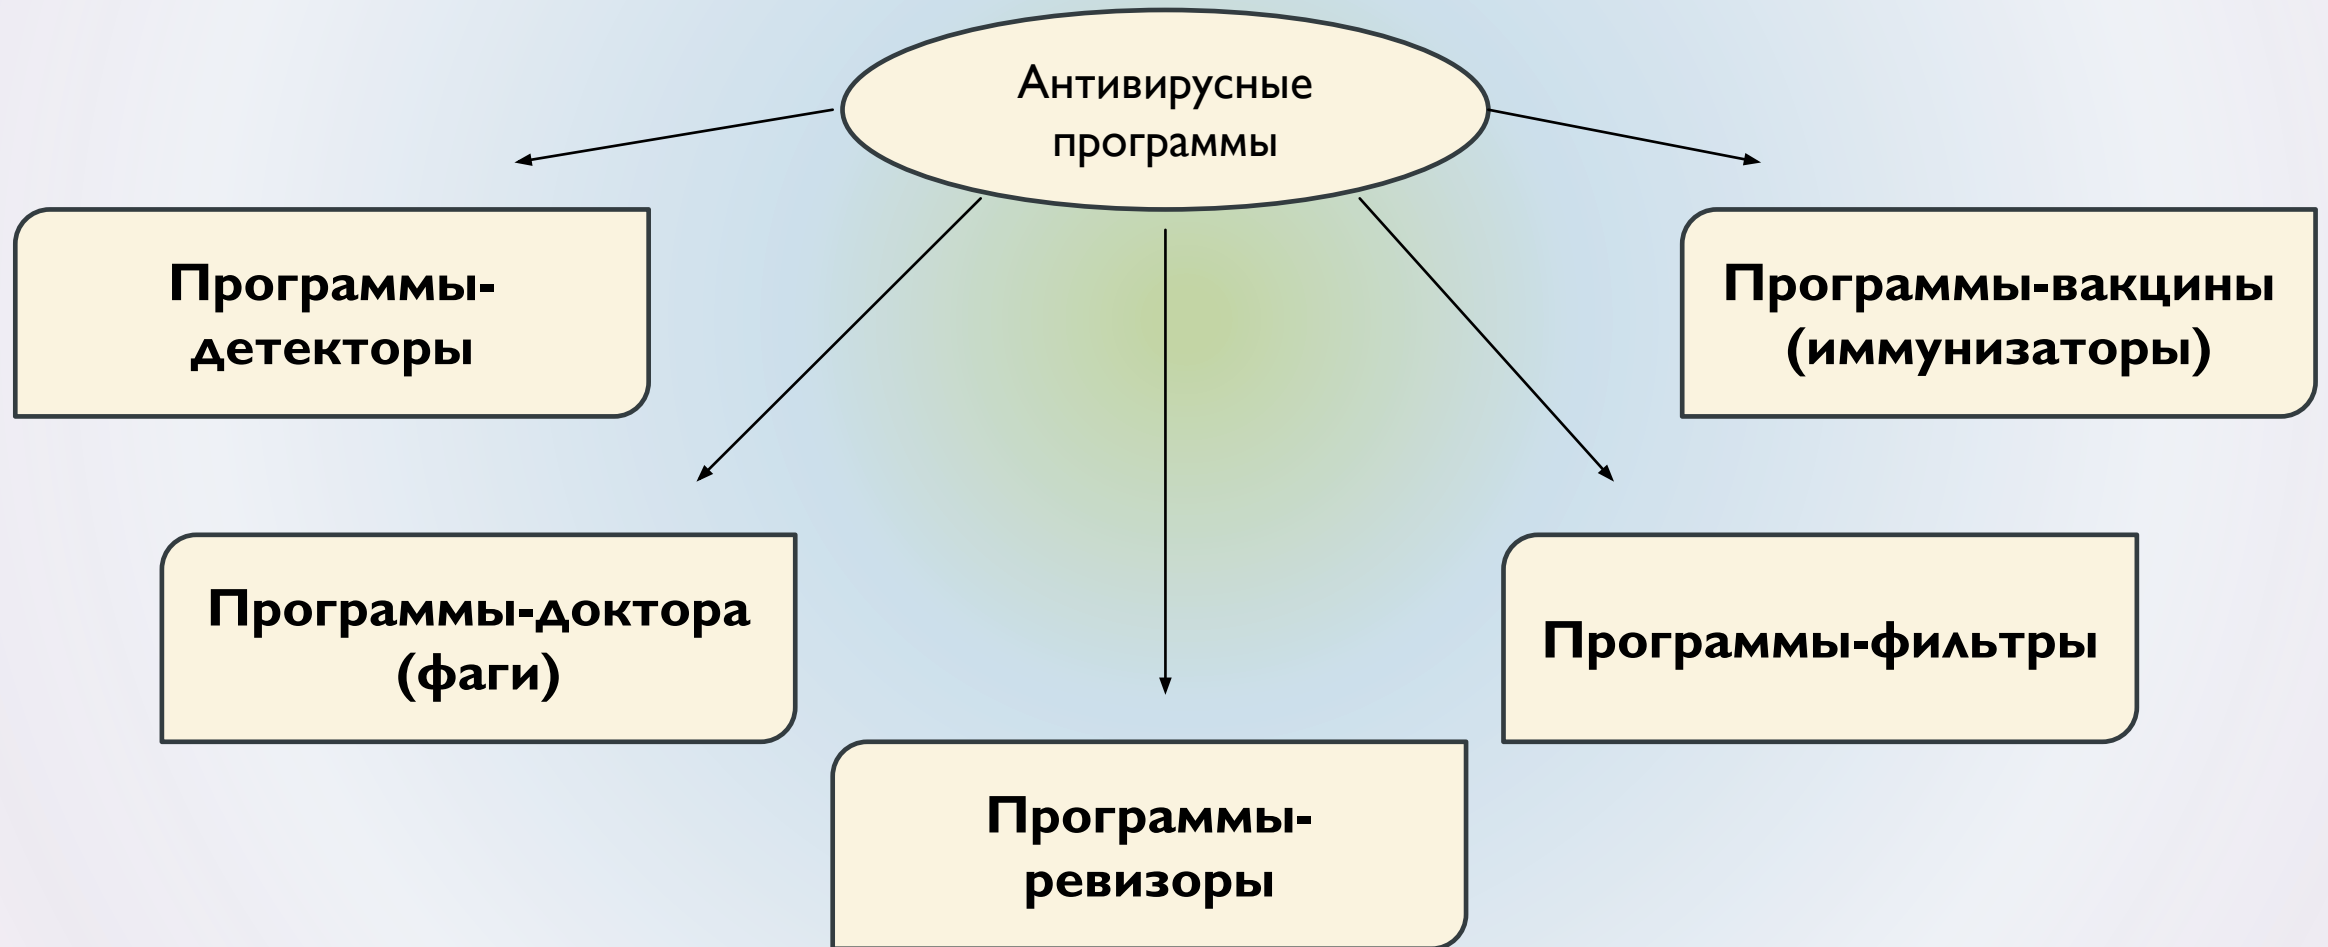 Антивирусные
программы
Программы-
детекторы
Программы-вакцины
(иммунизаторы)
Программы-доктора
(фаги)
Программы-фильтры
Программы-
ревизоры